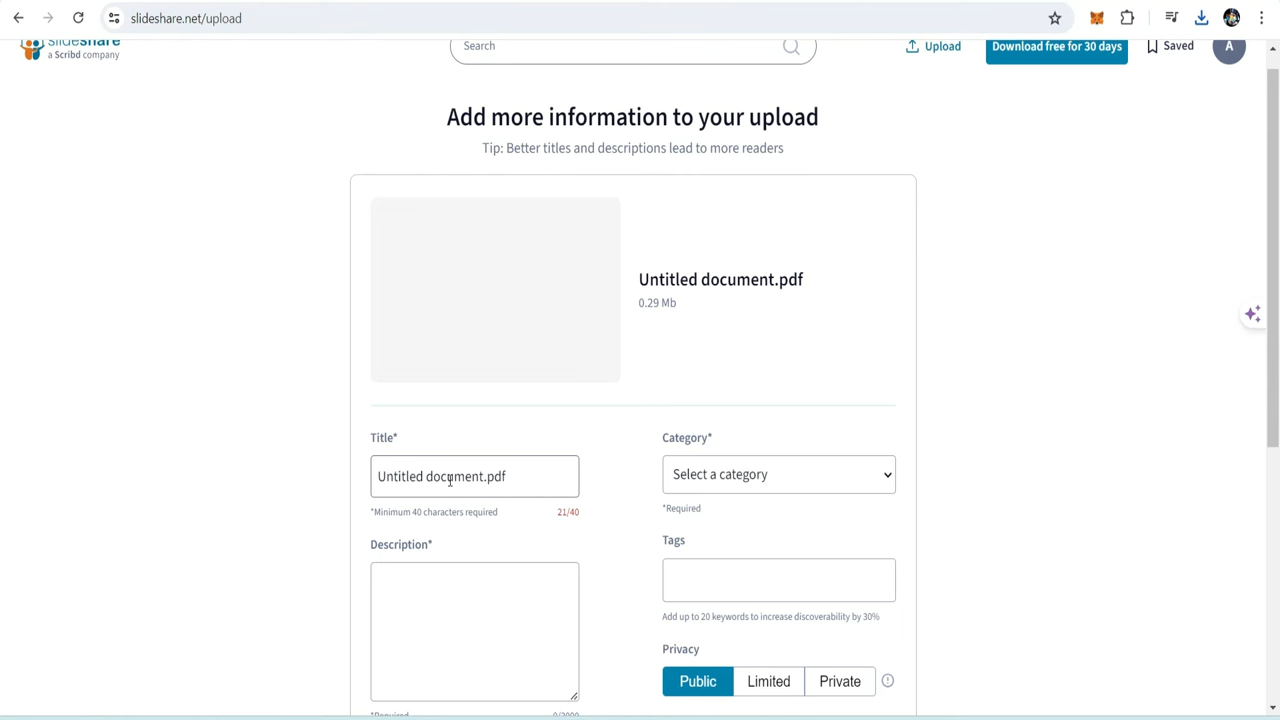 slideshare.net/upload
slideshare
a Scribd company
Search
Upload
Download free for 30 days
Saved
A
Add more information to your upload
Tip: Better titles and descriptions lead to more readers
Untitled document.pdf
0.29 Mb
Title*
Category*
Untitled document.pdf
Select a category
*Minimum 40 characters required
21/40
*Required
Description*
Tags
Add up to 20 keywords to increase discoverability by 30%
Privacy
Public
Limited
Private
*Required
0/3000